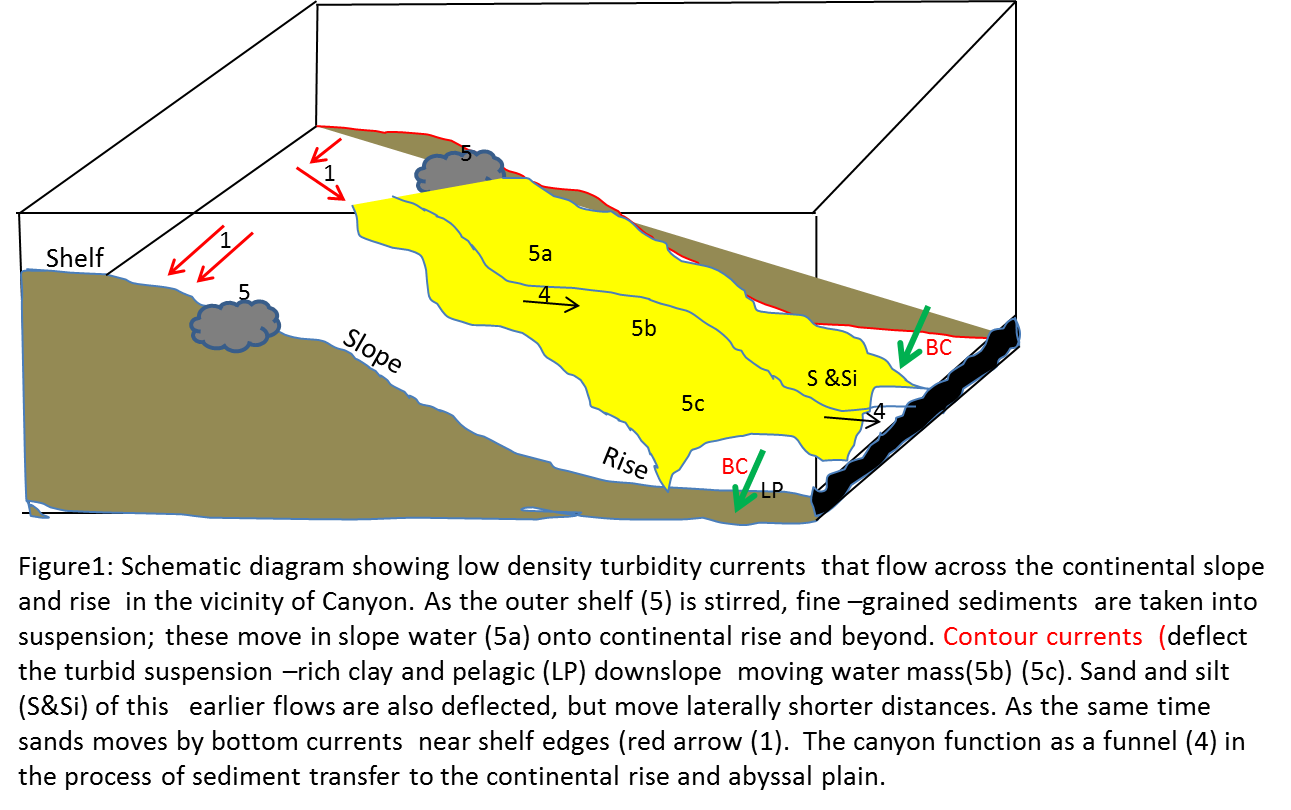 5
1
1
Shelf
5
5a
4
5b
Slope
BC
S &Si
5c
4
Rise
BC
LP
Figure1: Schematic diagram showing low density turbidity currents that flow across the continental slope
and rise in the vicinity of Canyon. As the outer shelf (5) is stirred, fine –grained sediments are taken into
suspension; these move in slope water (5a) onto continental rise and beyond. Contour currents (deflect
the turbid suspension –rich clay and pelagic (LP) downslope moving water mass(5b) (5c). Sand and silt
(S&Si) of this earlier flows are also deflected, but move laterally shorter distances. As the same time
sands moves by bottom currents near shelf edges (red arrow (1). The canyon function as a funnel (4) in
the process of sediment transfer to the continental rise and abyssal plain.